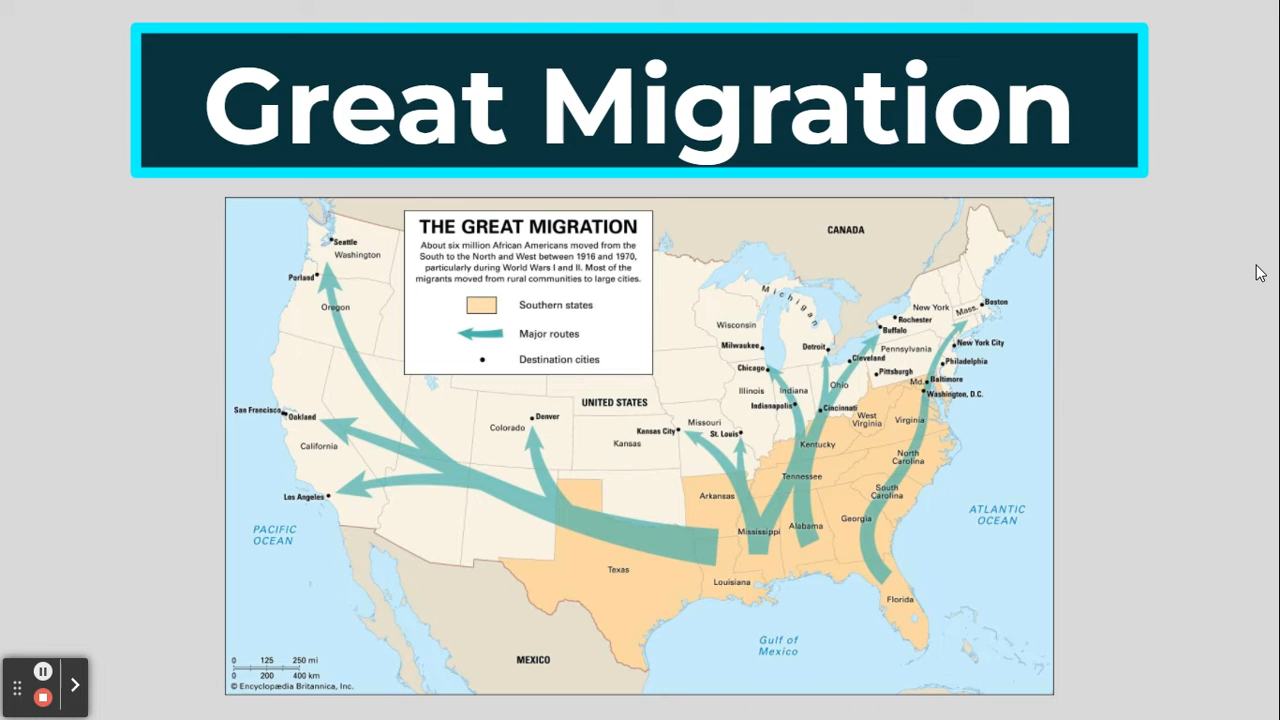 Great Migration
THE GREAT MIGRATION
About six million African Americans moved from the
South to the North and West between 1916 and 1970,
particularly during World Wars I and II. Most of the
migrants moved from rural communities to large cities.
Southern states
Major routes
Destination cities
CANADA
Seattle
Washington
Porland
Oregon
Michigan
Wisconsin
Milwaukee
Detroit
Chicago
New York
Mass.
Boston
Rochester
Buffalo
Pennsylvania
New York City
Cleveland
Philadelphia
Pittsburgh
Illinois
Indiana
Ohio
Md.
Baltimore
Washington, D.C.
Indianapolis
Cincinnati
UNITED STATES
San Francisco
Oakland
California
Los Angeles
Denver
Colorado
Kansas City
Kansas
Missouri
St. Louis
West
Virginia
Virginia
Kentucky
North
Carolina
Tennessee
South
Carolina
Arkansas
Mississippi
Alabama
Georgia
Texas
Louisiana
Florida
PACIFIC
OCEAN
ATLANTIC
OCEAN
Gulf of
Mexico
MEXICO
0 125 250 mi
0 200 400 km
© Encyclopædia Britannica, Inc.